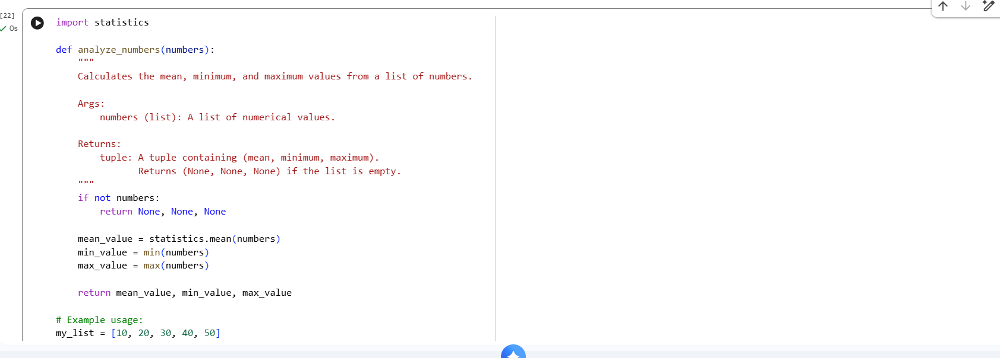 [22]
0s
import statistics
def analyze_numbers(numbers):
"""
Calculates the mean, minimum, and maximum values from a list of numbers.
Args:
numbers (list): A list of numerical values.
Returns:
tuple: A tuple containing (mean, minimum, maximum).
Returns (None, None, None) if the list is empty.
"""
if not numbers:
return None, None, None
mean_value = statistics.mean(numbers)
min_value = min(numbers)
max_value = max(numbers)
return mean_value, min_value, max_value
# Example usage:
my_list = [10, 20, 30, 40, 50]